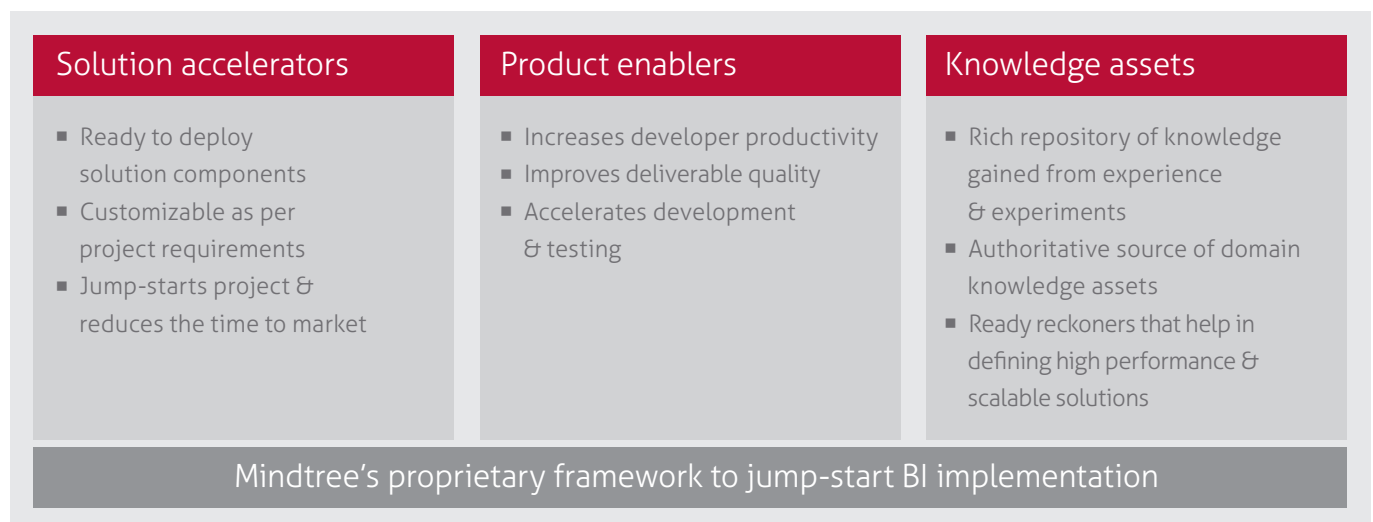 Solution accelerators
■ Ready to deploy
solution components
■ Customizable as per
project requirements
■ Jump-starts project &
reduces the time to market
Product enablers
■ Increases developer productivity
■ Improves deliverable quality
■ Accelerates development
& testing
Knowledge assets
■ Rich repository of knowledge
gained from experience
& experiments
■ Authoritative source of domain
knowledge assets
■ Ready reckoners that help in
defining high performance &
scalable solutions
Mindtree’s proprietary framework to jump-start BI implementation